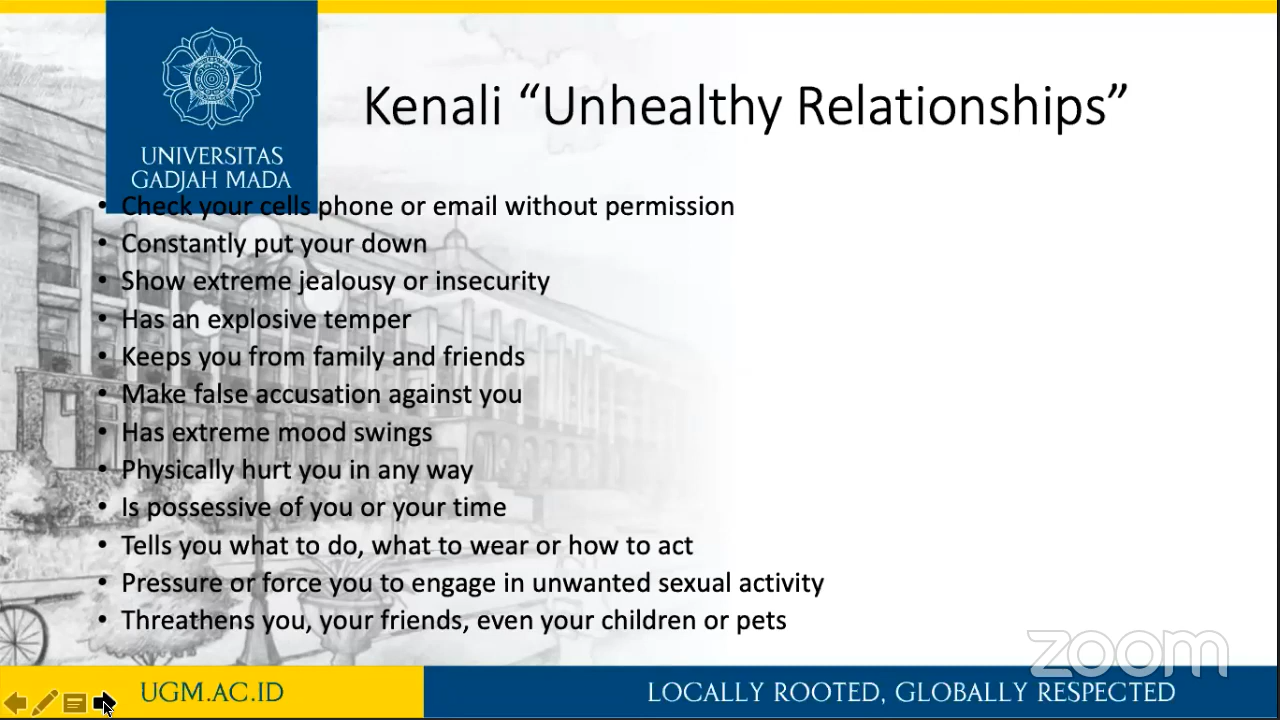 UNIVERSITAS
GADJAH MADA
Kenali “Unhealthy Relationships”
• Check your cells phone or email without permission
• Constantly put your down
• Show extreme jealousy or insecurity
• Has an explosive temper
• Keeps you from family and friends
• Make false accusation against you
• Has extreme mood swings
• Physically hurt you in any way
• Is possessive of you or your time
• Tells you what to do, what to wear or how to act
• Pressure or force you to engage in unwanted sexual activity
• Threathens you, your friends, even your children or pets
zoom
UGM.AC.ID
LOCALLY ROOTED, GLOBALLY RESPECTED